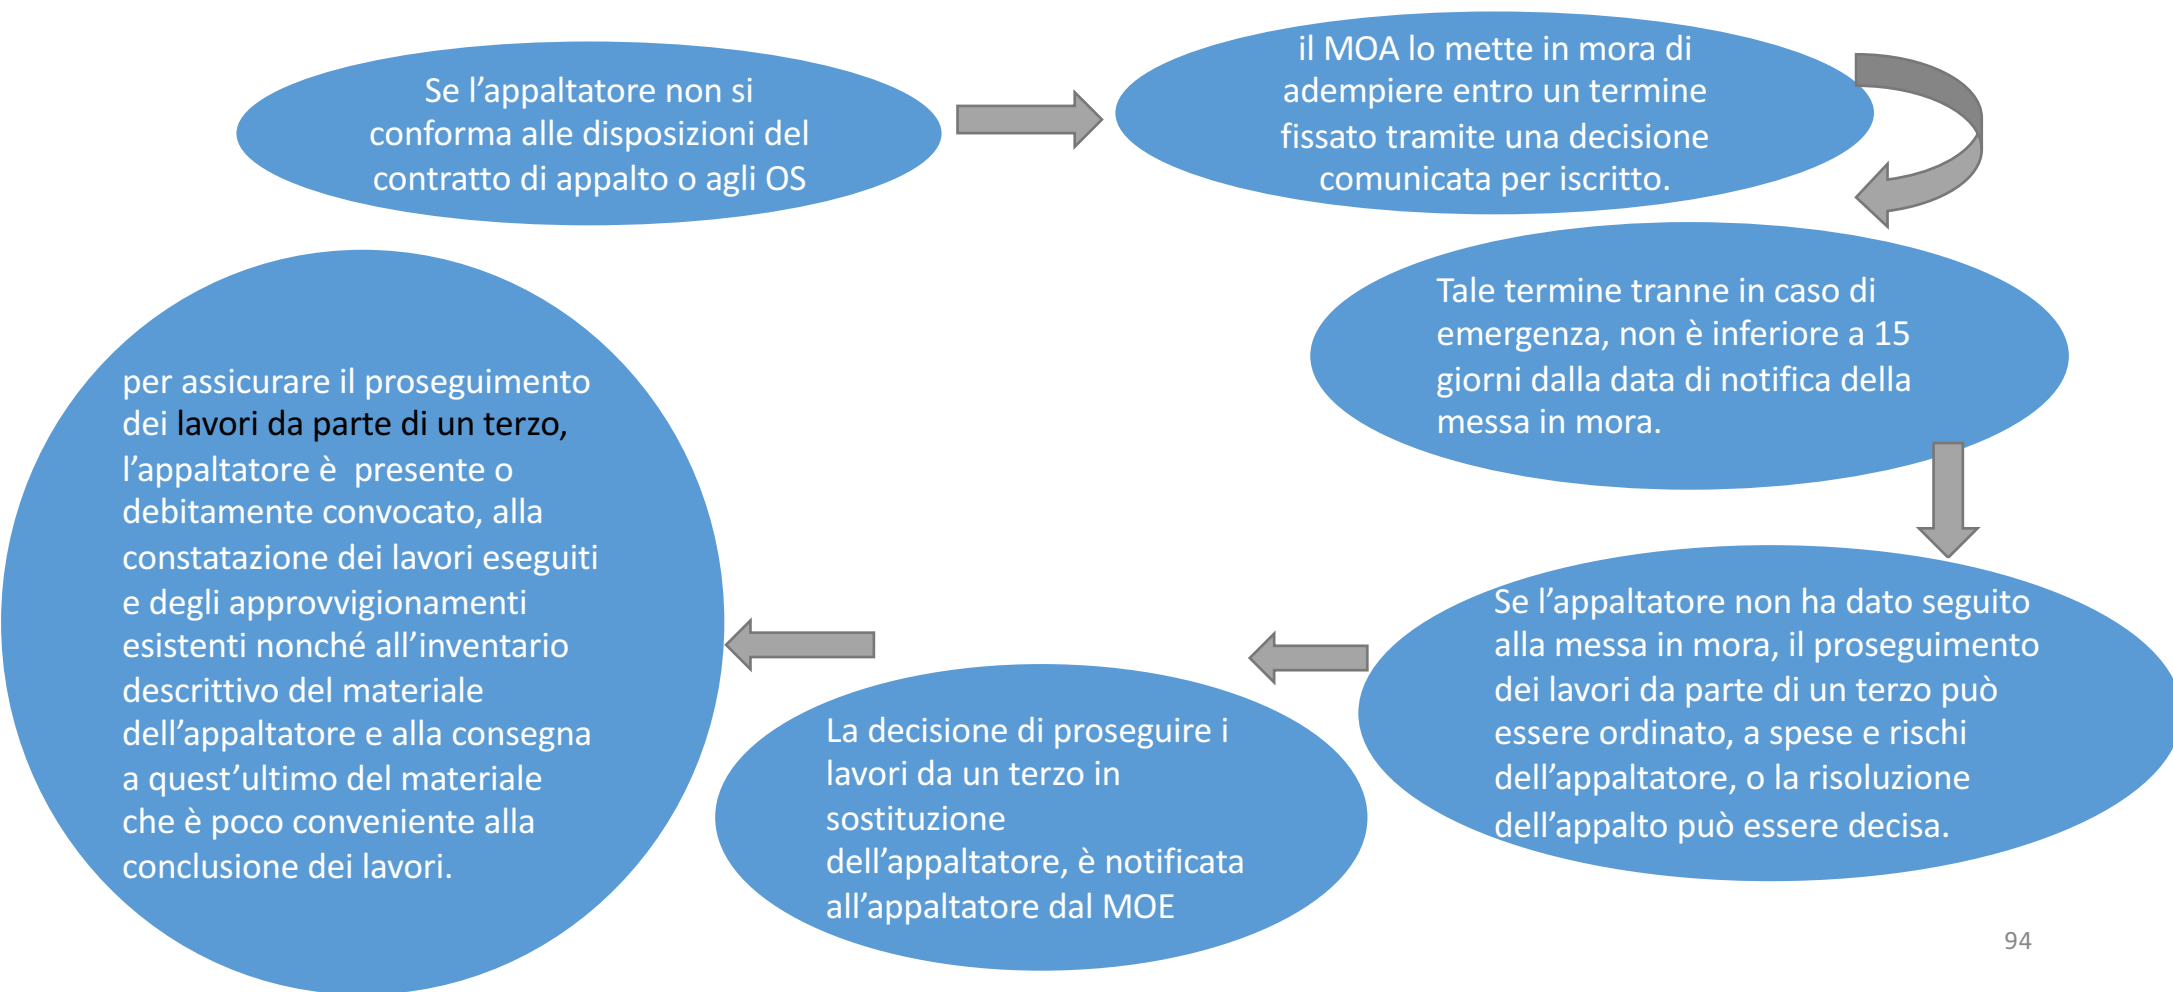 Se l’appaltatore non si
conforma alle disposizioni del
contratto di appalto o agli OS
il MOA lo mette in mora di
adempiere entro un termine
fissato tramite una decisione
comunicata per iscritto.
Tale termine tranne in caso di
emergenza, non è inferiore a 15
giorni dalla data di notifica della
messa in mora.
Se l’appaltatore non ha dato seguito
alla messa in mora, il proseguimento
dei lavori da parte di un terzo può
essere ordinato, a spese e rischi
dell’appaltatore, o la risoluzione
dell’appalto può essere decisa.
La decisione di proseguire i
lavori da un terzo in
sostituzione
dell’appaltatore, è notificata
all’appaltatore dal MOE
per assicurare il proseguimento
dei lavori da parte di un terzo,
l’appaltatore è  presente o
debitamente convocato, alla
constatazione dei lavori eseguiti
e degli approvvigionamenti
esistenti nonché all’inventario
descrittivo del materiale
dell’appaltatore e alla consegna
a quest’ultimo del materiale
che è poco conveniente alla
conclusione dei lavori.
94